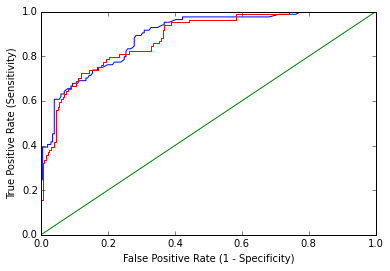 1.0
0.8
0.6
0.4
0.2
0.0
True Positive Rate (Sensitivity)
0.0 0.2 0.4 0.6 0.8 1.0
False Positive Rate (1 - Specificity)